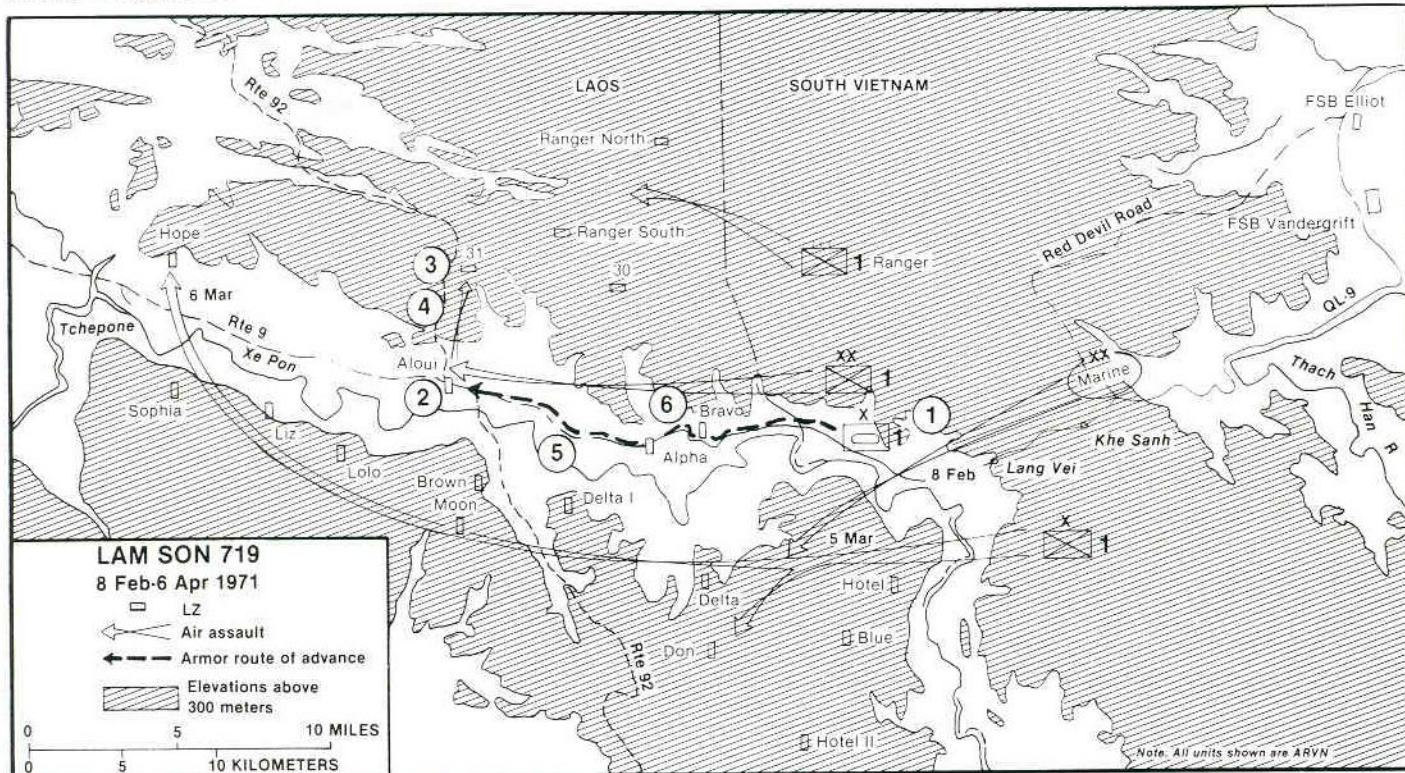 LAOS
SOUTH VIETNAM
Rte 92
FSB Elliot
Ranger North
Red Devil Road
FSB Vandergrift
Hope
Ranger South
1 Ranger
3
31
30
6 Mar
4
QL-9
Tchepone
Rte 9
Xe Pon
Aloui
XX
1
XX
Marine
Thach
Han
R
Sophia
2
6
Bravo
X
1
1
Liz
5
Alpha
Khe Sanh
Lolo
8 Feb
Lang Vei
Brown
Moon
Delta I
5 Mar
X
1
Delta
Hotel
Don
Blue
Rte 92
Hotel II
LAM SON 719
8 Feb-6 Apr 1971
LZ
Air assault
Armor route of advance
Elevations above
300 meters
0 5 10 MILES
0 5 10 KILOMETERS
Note: All units shown are ARVN